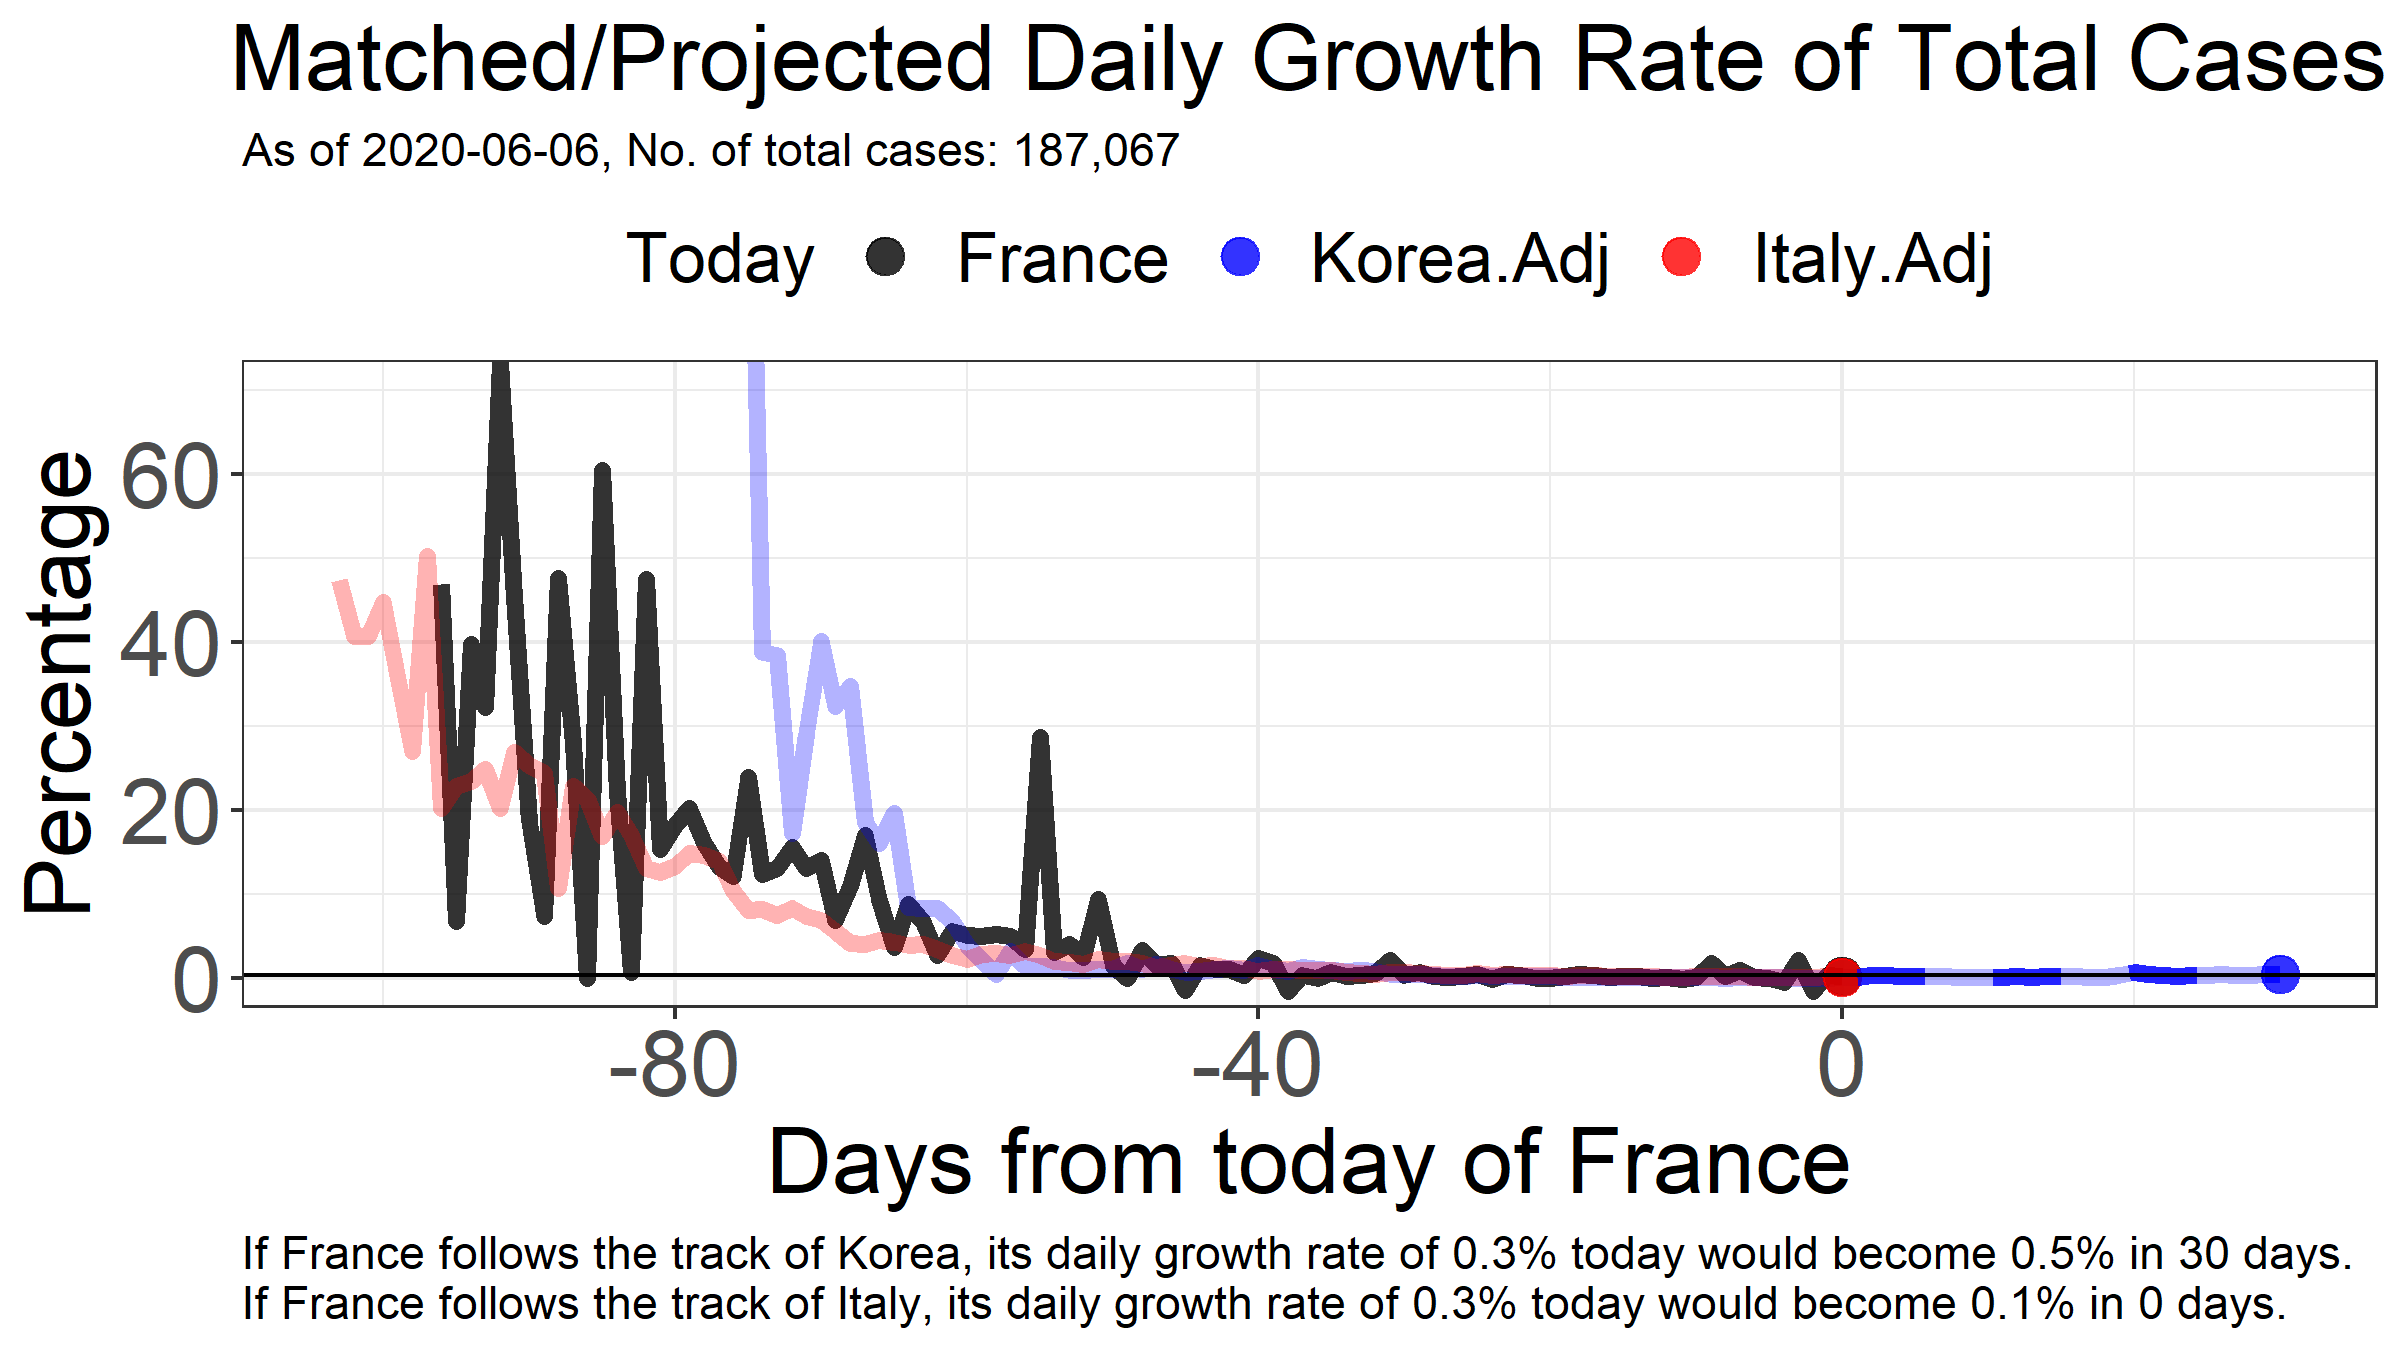 Matched/Projected Daily Growth Rate of Total Cases
As of 2020-06-06, No. of total cases: 187,067
Today France Korea.Adj Italy.Adj
Percentage
60
40
20
0
-80 -40 0
Days from today of France
If France follows the track of Korea, its daily growth rate of 0.3% today would become 0.5% in 30 days.
If France follows the track of Italy, its daily growth rate of 0.3% today would become 0.1% in 0 days.